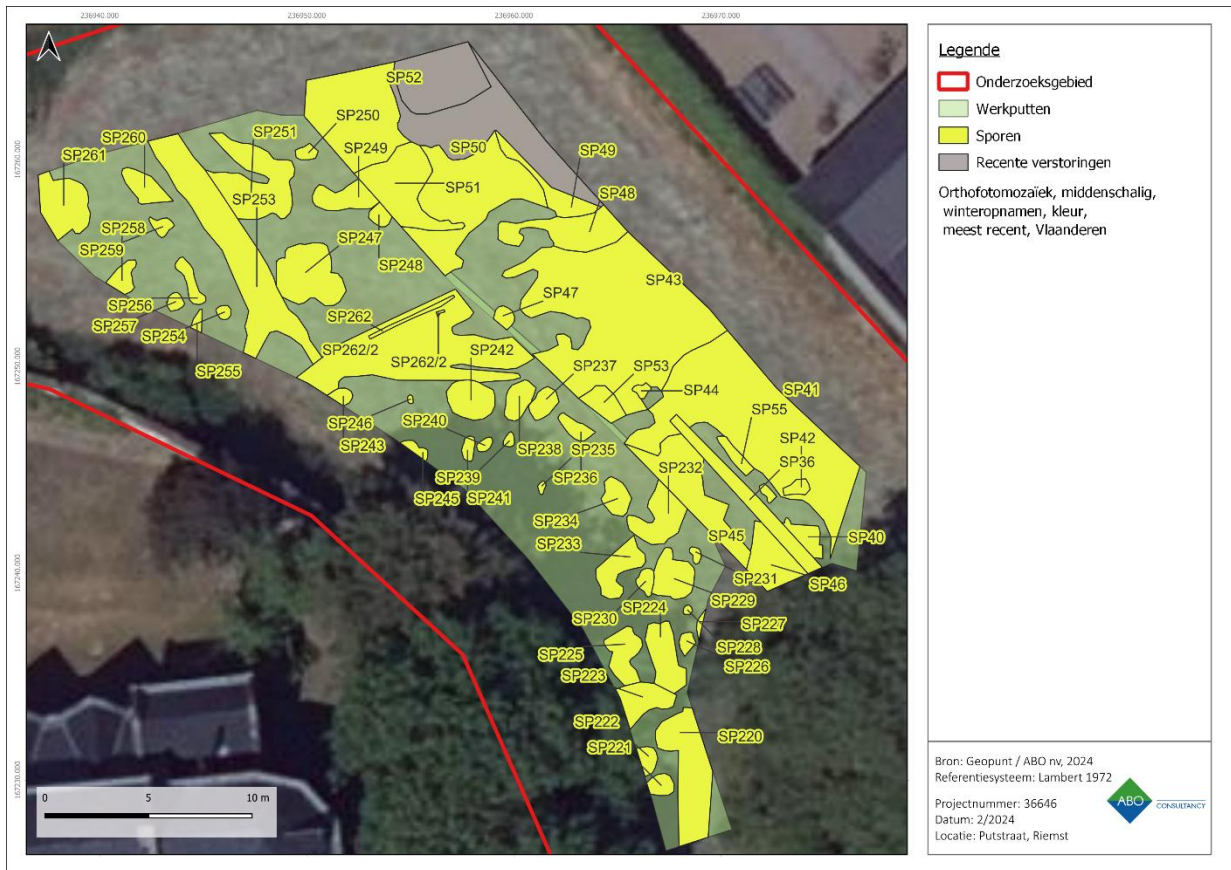 236940.000 236950.000 236960.000 236970.000
167260.000
167250.000
167240.000
167230.000
SP52
SP250
SP251
SP260
SP249
SP50
SP49
SP261
SP48
SP51
SP253
SP258
SP247
SP43
SP259
SP248
SP256
SP47
SP257
SP262
SP254
SP262/2
SP262/2
SP242
SP237
SP53
SP255
SP44
SP41
SP246
SP240
SP55
SP243
SP238
SP235
SP42
SP239
SP236
SP232
SP36
SP245
SP241
SP234
SP45
SP40
SP233
SP231
SP46
SP224
SP229
SP230
SP227
SP228
SP225
SP226
SP223
SP222
SP220
SP221
0 5 10 m
Legende
Onderzoeksgebied
Werkputten
Sporen
Recente verstoringen
Orthofotomozaïek, middenschalig,
winteropnamen, kleur,
meest recent, Vlaanderen
Bron: Geopunt / ABO nv, 2024
Referentiesysteem: Lambert 1972
Projectnummer: 36646
Datum: 2/2024
Locatie: Putstraat, Riemst
ABO
CONSULTANCY